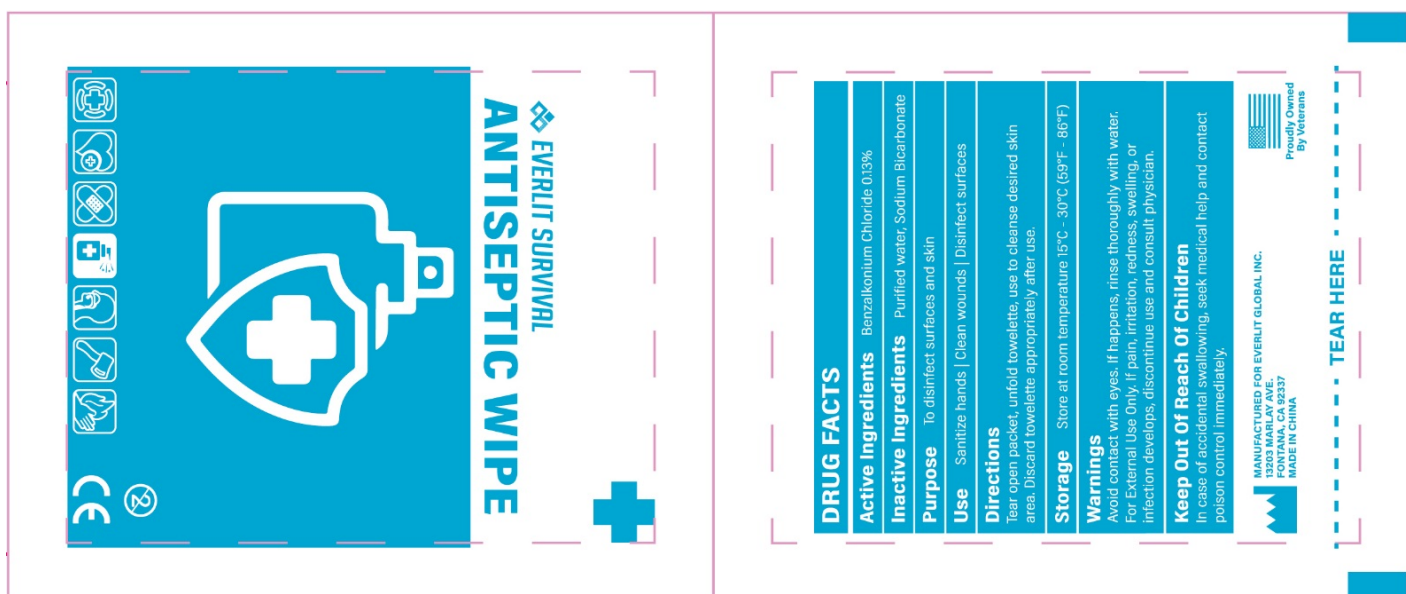 EVERLIT SURVIVAL
ANTISEPTIC WIPE
CE
2
DRUG FACTS
Active Ingredients Benzalkonium Chloride 0.13%
Inactive Ingredients Purified water, Sodium Bicarbonate
Purpose To disinfect surfaces and skin
Use Sanitize hands | Clean wounds | Disinfect surfaces
Directions
Tear open packet, unfold towelette, use to cleanse desired skin
area. Discard towelette appropriately after use.
Storage Store at room temperature 15°C - 30°C (59°F - 86°F)
Warnings
Avoid contact with eyes. If happens, rinse thoroughly with water.
For External Use Only. If pain, irritation, redness, swelling, or
infection develops, discontinue use and consult physician.
Keep Out Of Reach Of Children
In case of accidental swallowing, seek medical help and contact
poison control immediately.
MANUFACTURED FOR EVERLIT GLOBAL INC.
13203 MARLAY AVE.
FONTANA, CA 92337
MADE IN CHINA
Proudly Owned
By Veterans
TEAR HERE